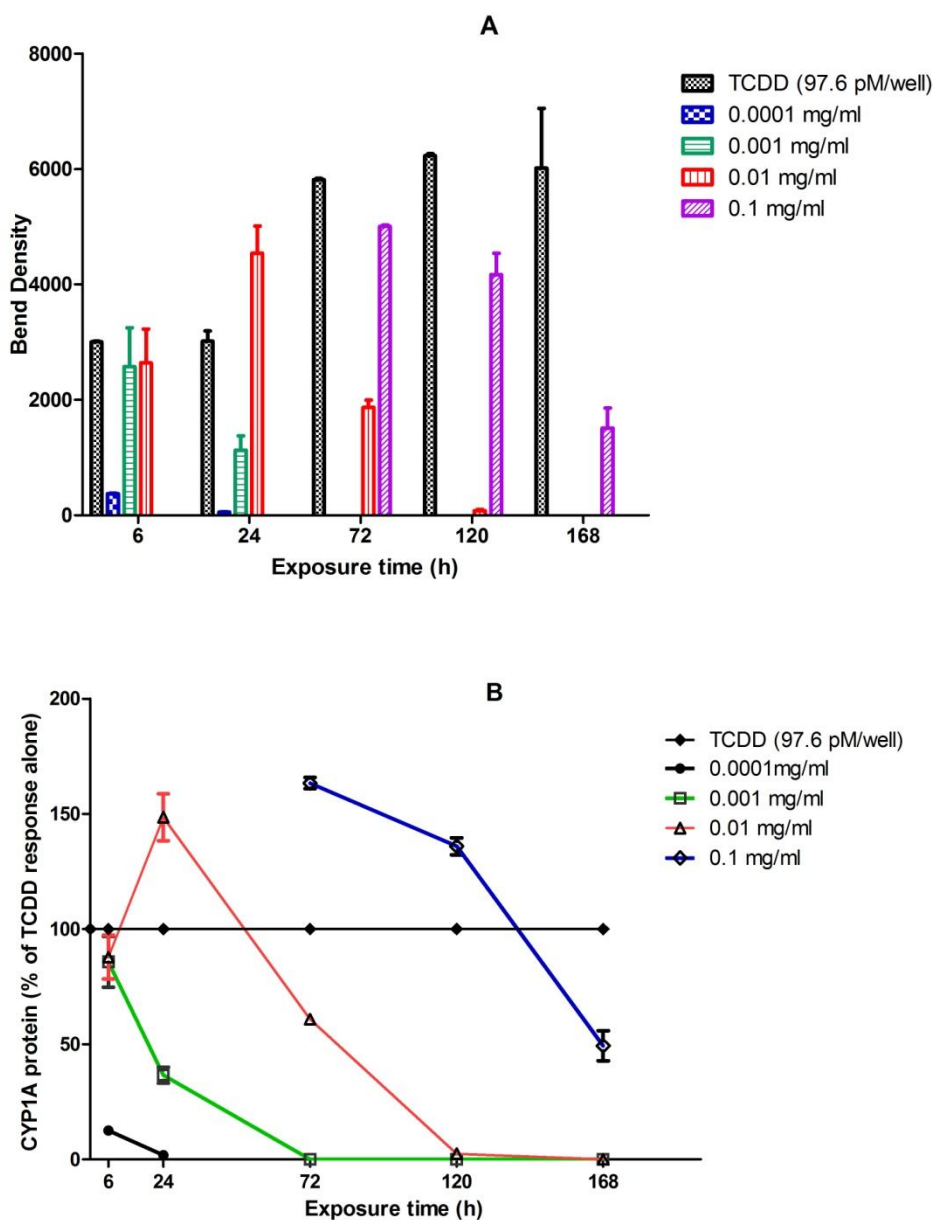 A
8000
6000
4000
2000
0
Bend Density
6 24 72 120 168
Exposure time (h)
TCDD (97.6 pM/well)
0.0001 mg/ml
0.001 mg/ml
0.01 mg/ml
0.1 mg/ml
B
200
150
100
50
0
CYP1A protein (% of TCDD response alone)
6 24 72 120 168
Exposure time (h)
TCDD (97.6 pM/well)
0.0001mg/ml
0.001 mg/ml
0.01 mg/ml
0.1 mg/ml